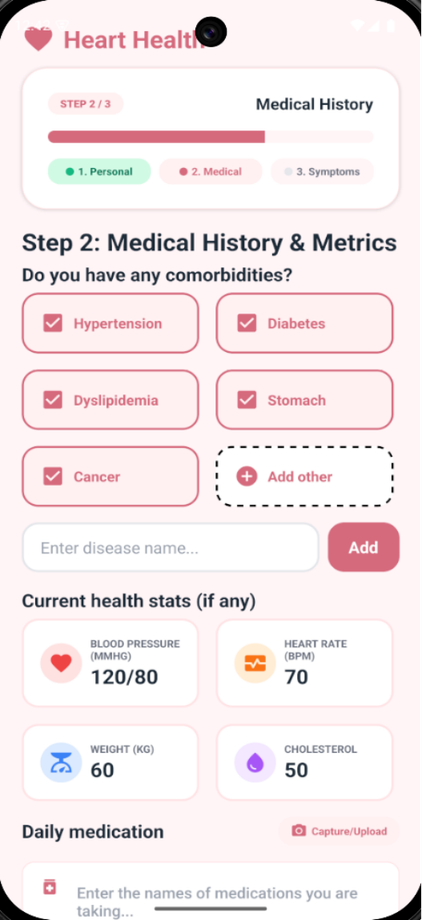 Heart Health
STEP 2 / 3
Medical History
1. Personal
2. Medical
3. Symptoms
Step 2: Medical History & Metrics
Do you have any comorbidities?
Hypertension
Diabetes
Dyslipidemia
Stomach
Cancer
Add other
Enter disease name...
Add
Current health stats (if any)
BLOOD PRESSURE
(MMHG)
120/80
HEART RATE
(BPM)
70
WEIGHT (KG)
60
CHOLESTEROL
50
Daily medication
Capture/Upload
Enter the names of medications you are
taking...